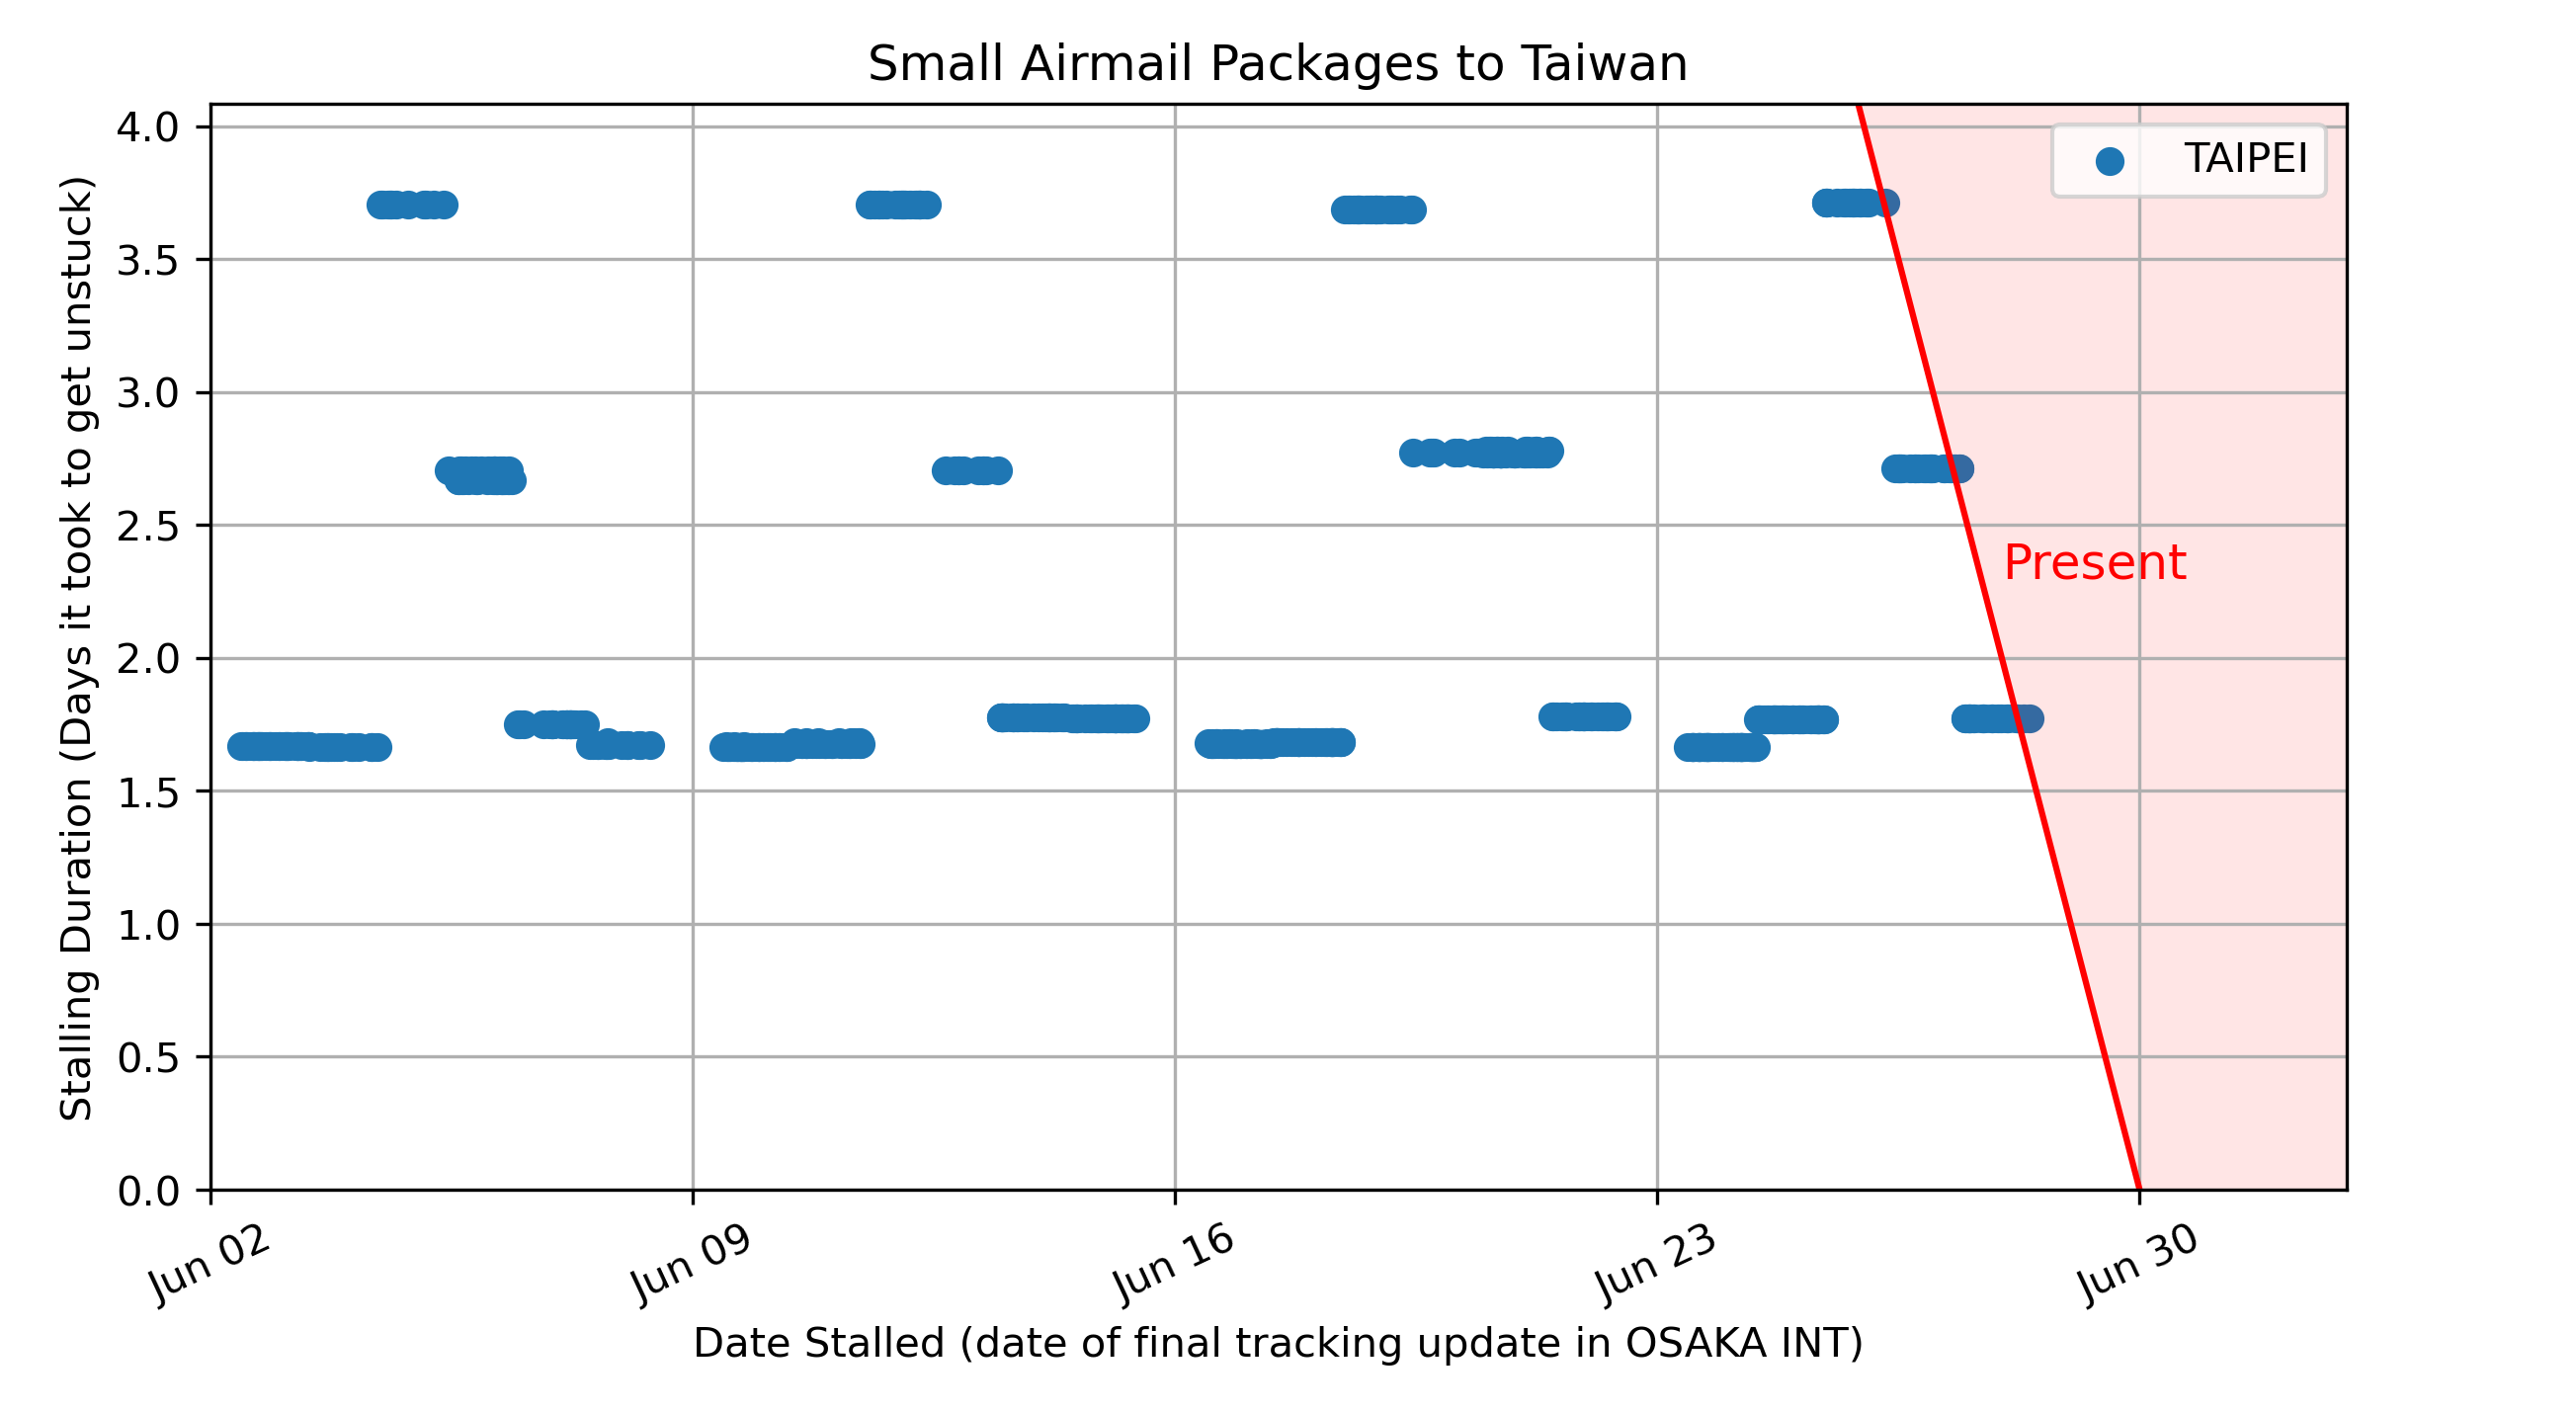 Small Airmail Packages to Taiwan
Stalling Duration (Days it took to get unstuck)
4.0
3.5
3.0
2.5
2.0
1.5
1.0
0.5
0.0
TAIPEI
Present
Jun 02
Jun 09
Jun 16
Jun 23
Jun 30
Date Stalled (date of final tracking update in OSAKA INT)